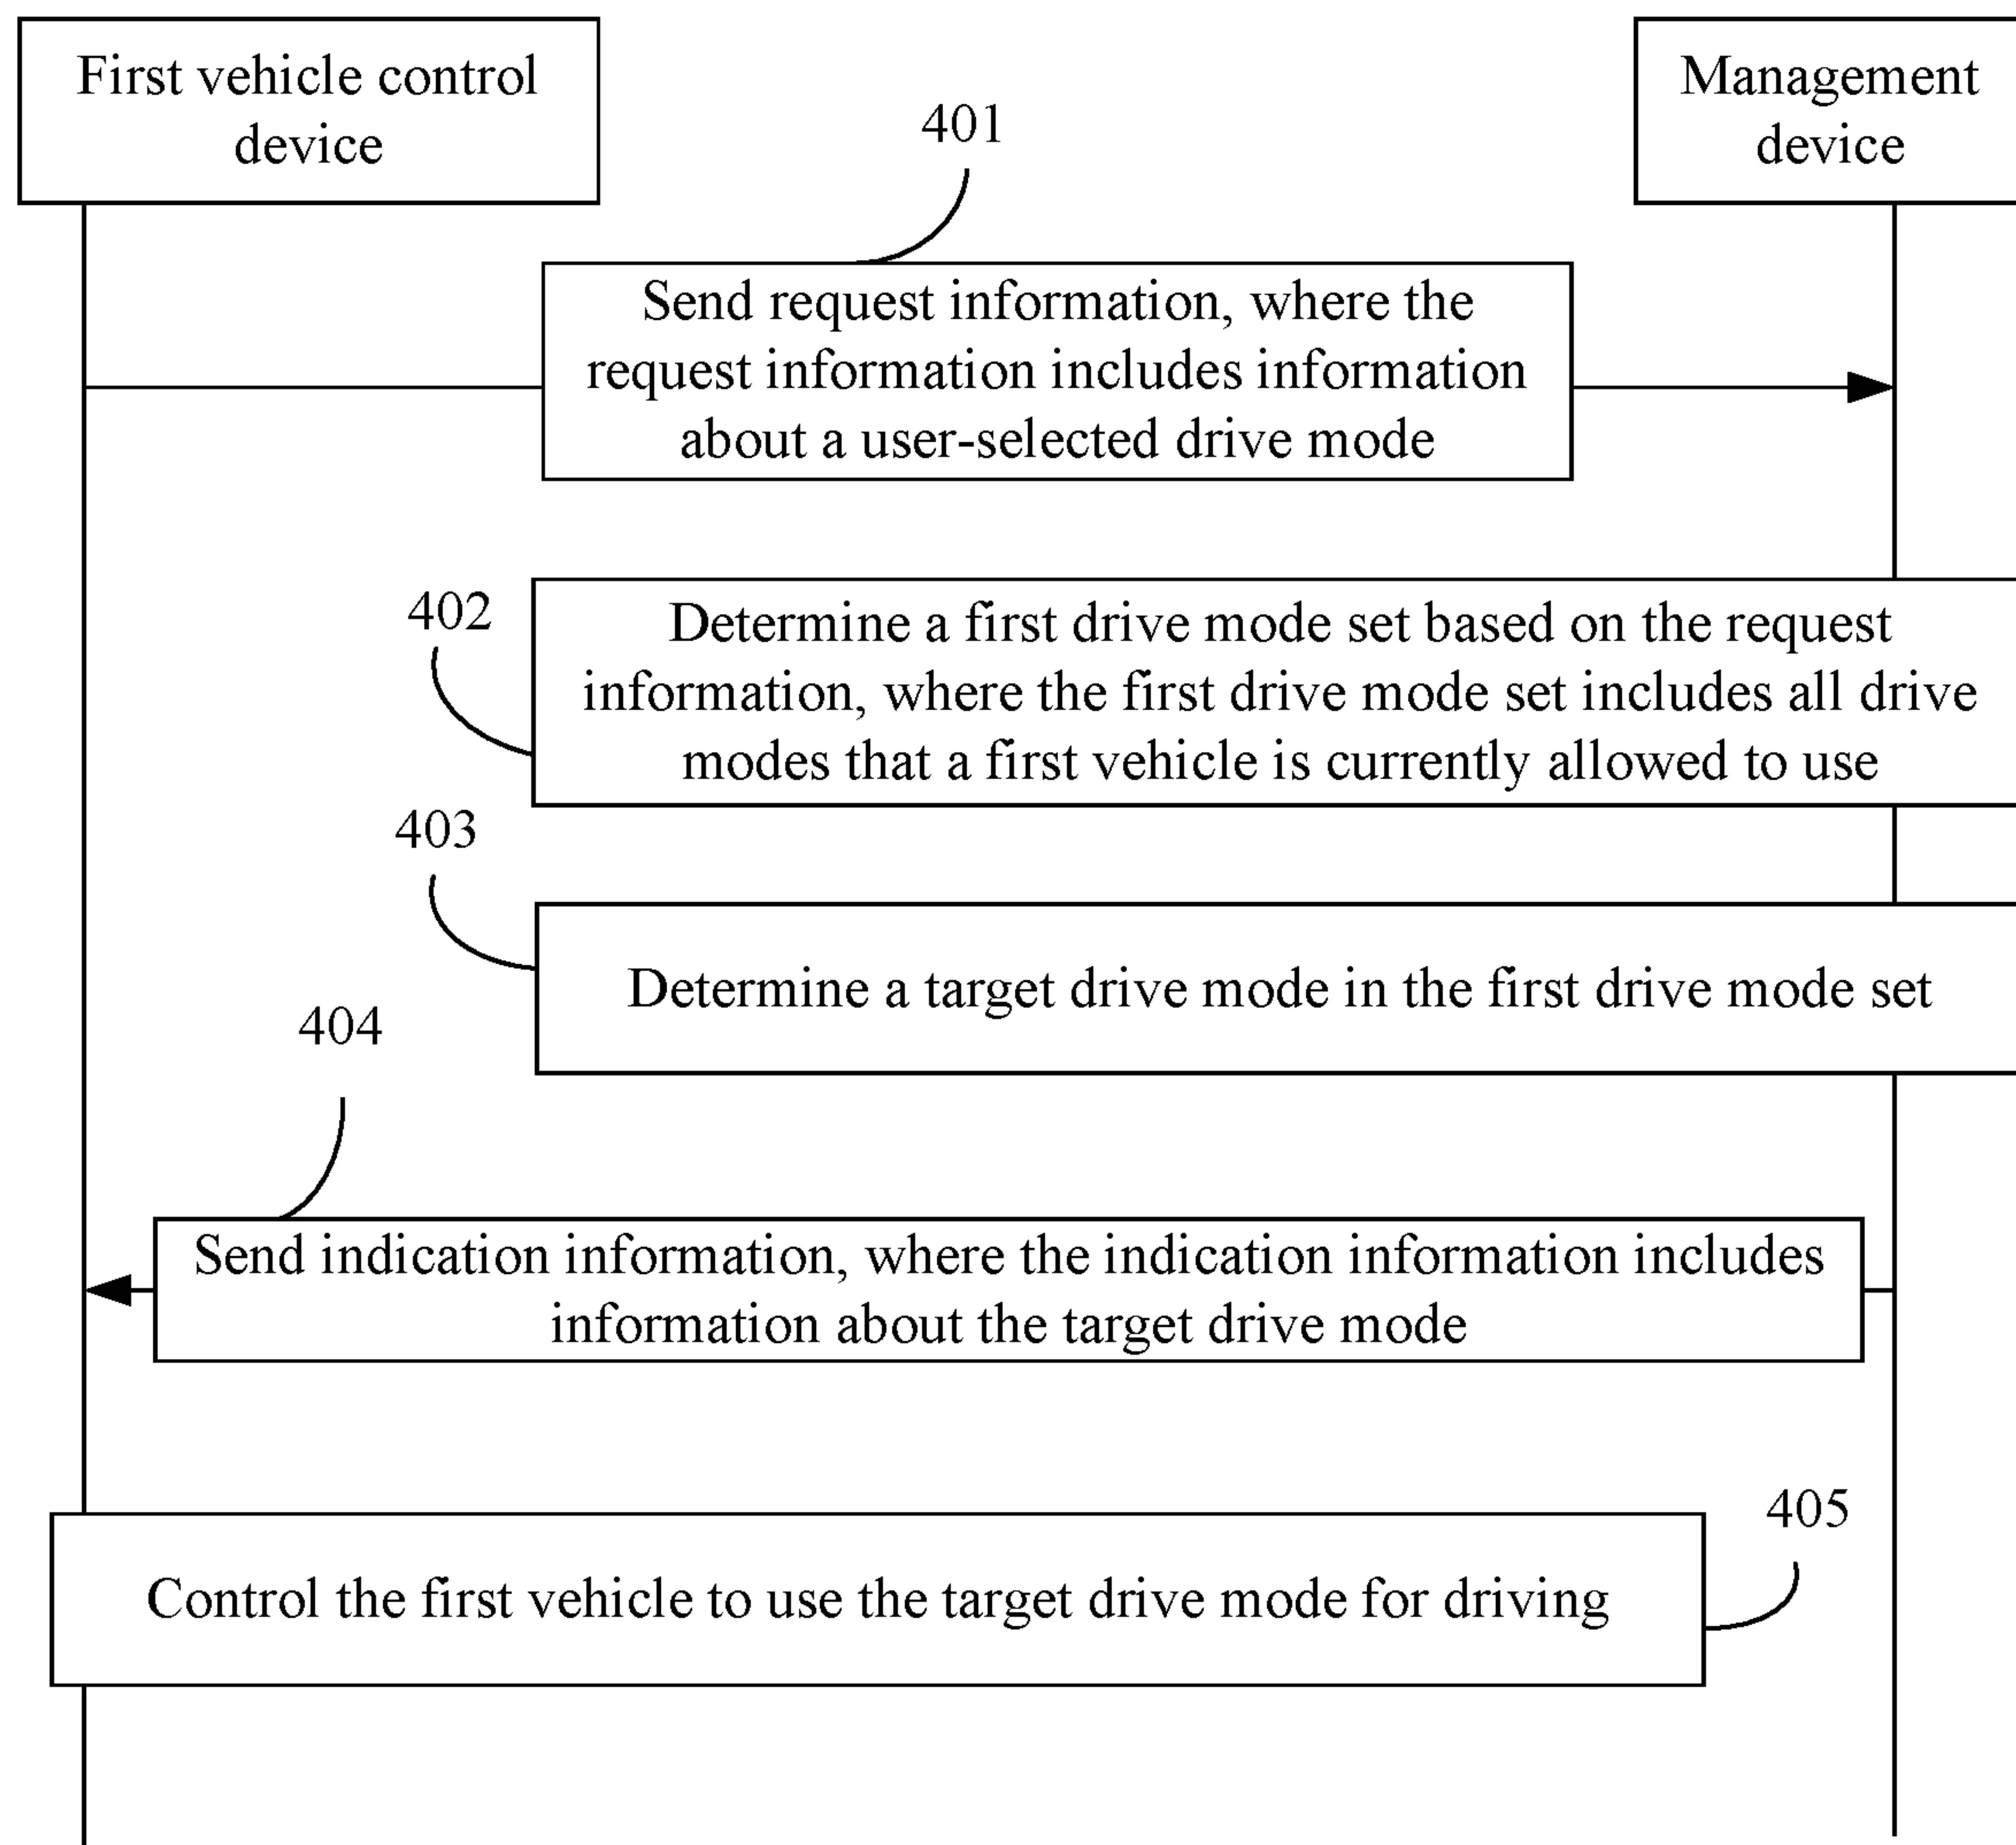 First vehicle control
device
Management
device
401
Send request information, where the
request information includes information
about a user-selected drive mode
402
Determine a first drive mode set based on the request
information, where the first drive mode set includes all drive
modes that a first vehicle is currently allowed to use
403
Determine a target drive mode in the first drive mode set
404
Send indication information, where the indication information includes
information about the target drive mode
405
Control the first vehicle to use the target drive mode for driving